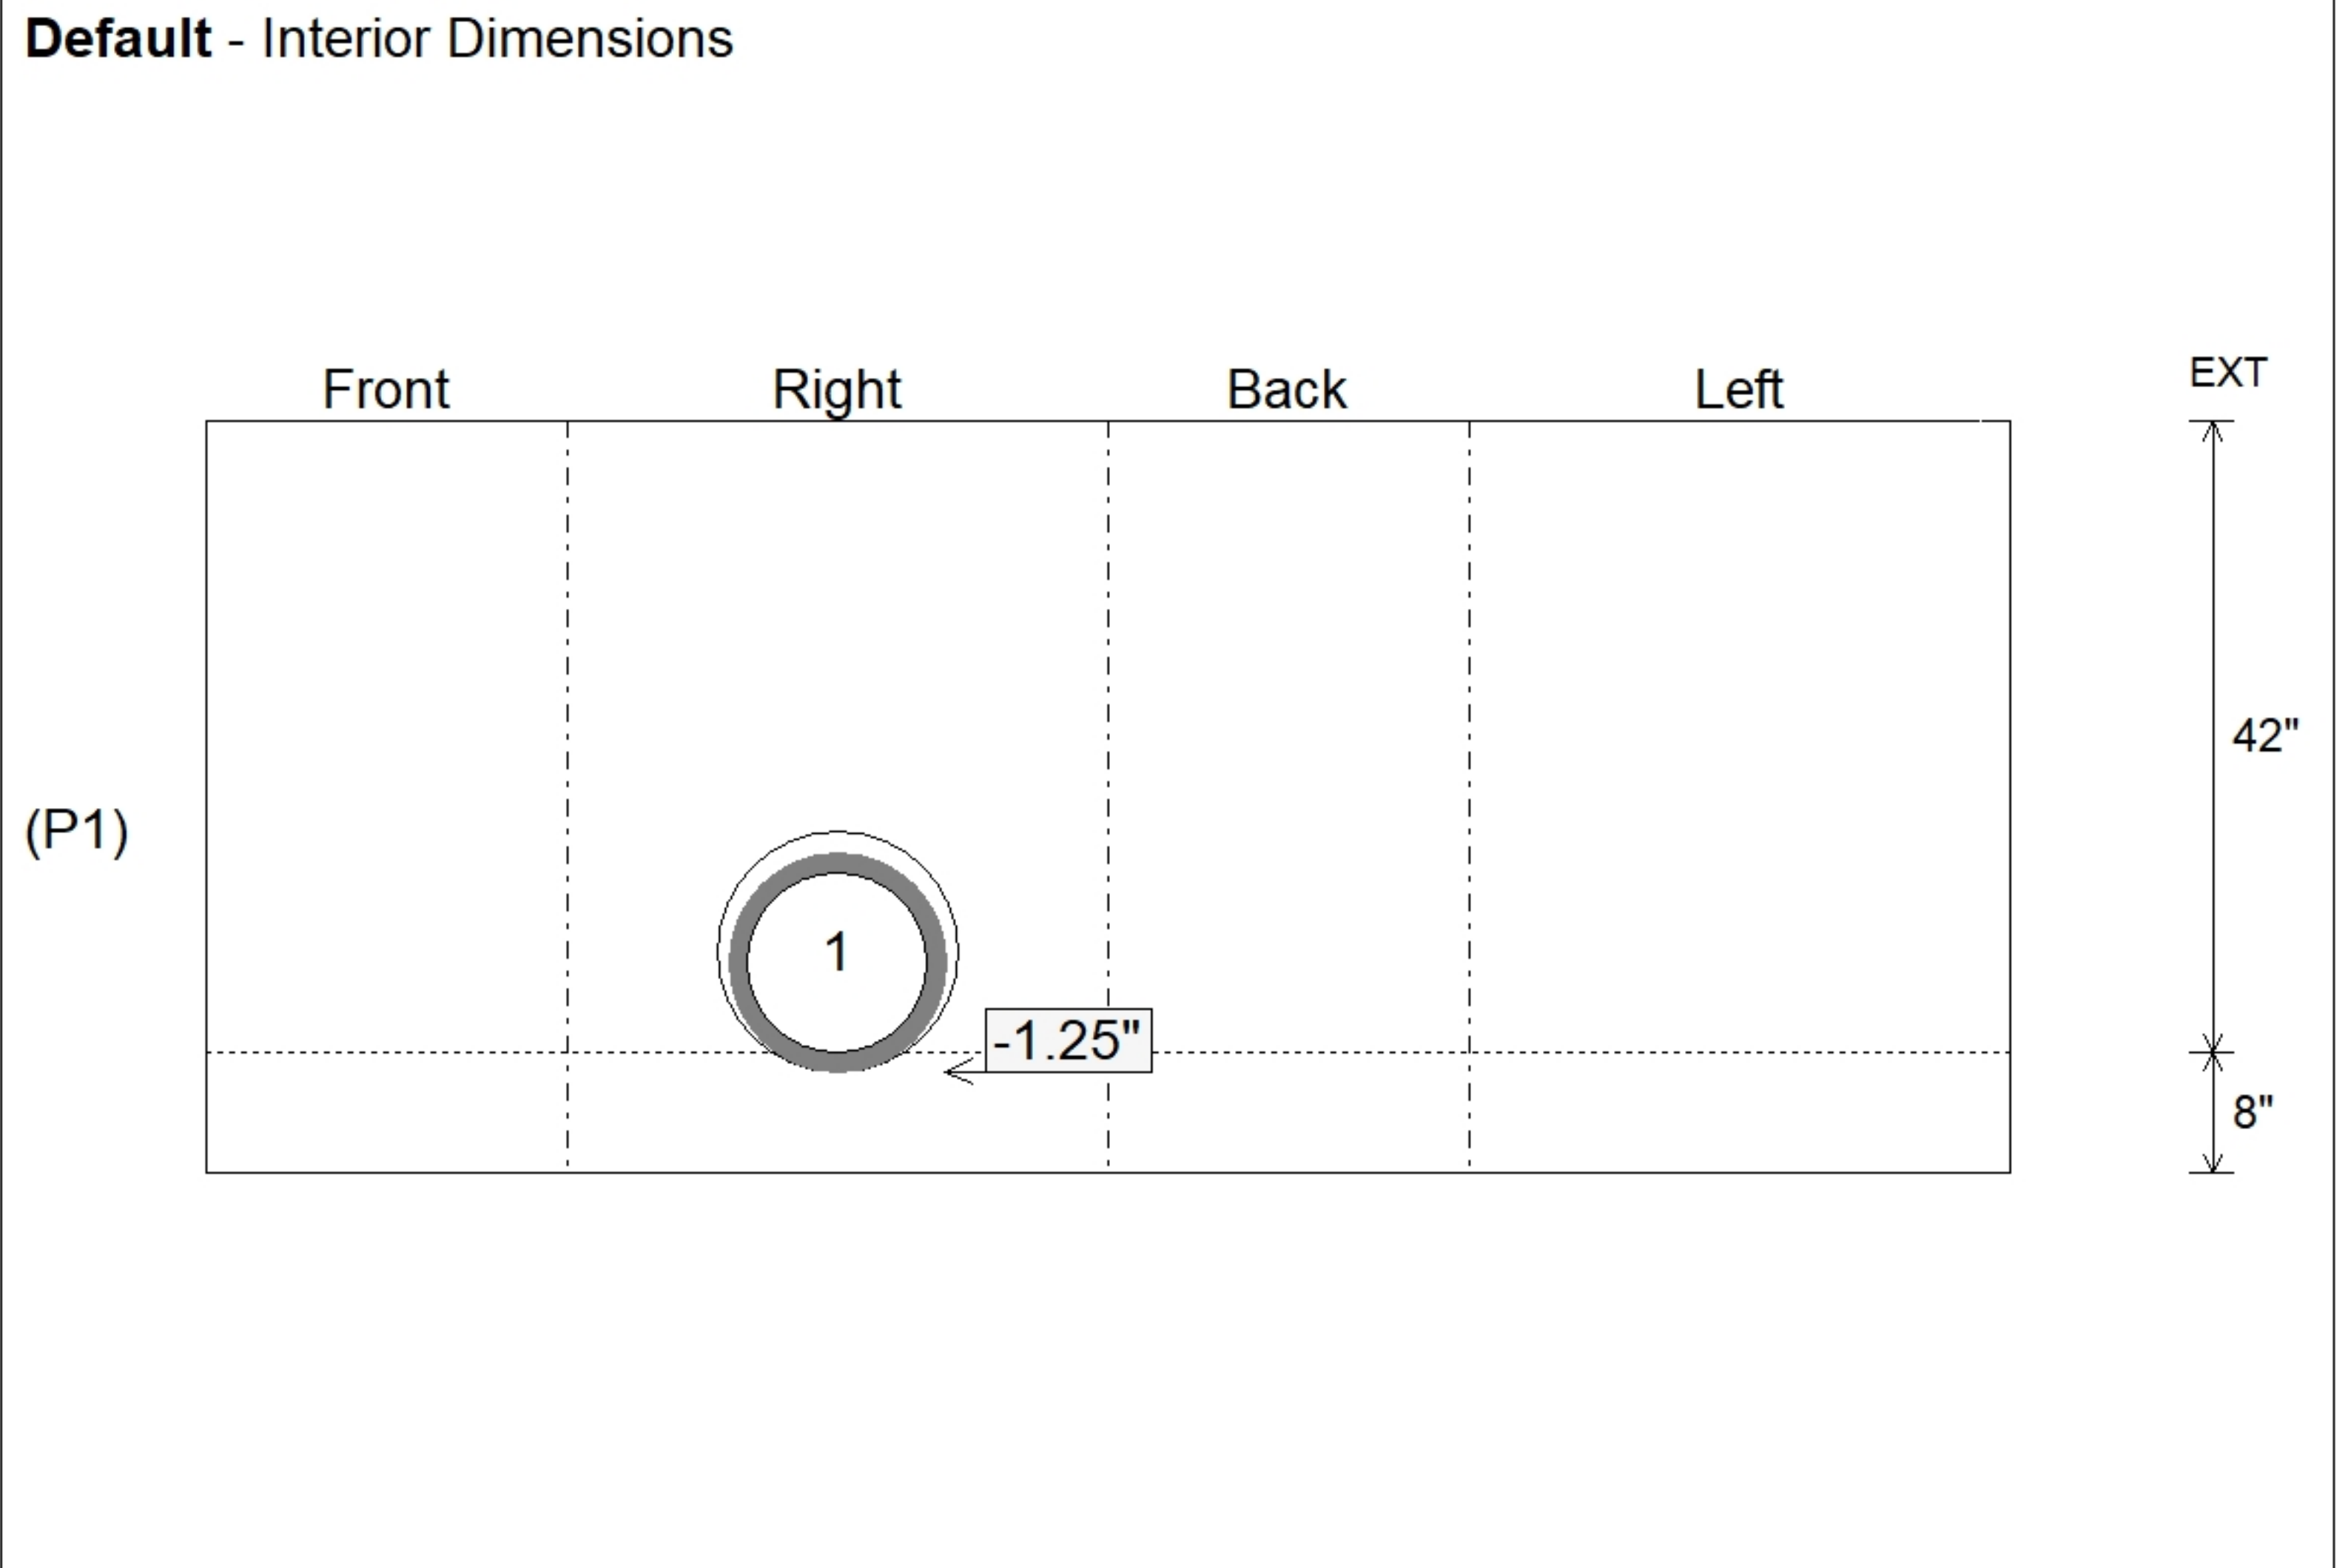 Default - Interior Dimensions
Front Right Back Left EXT
42"
(P1)
1
-1.25"
8"